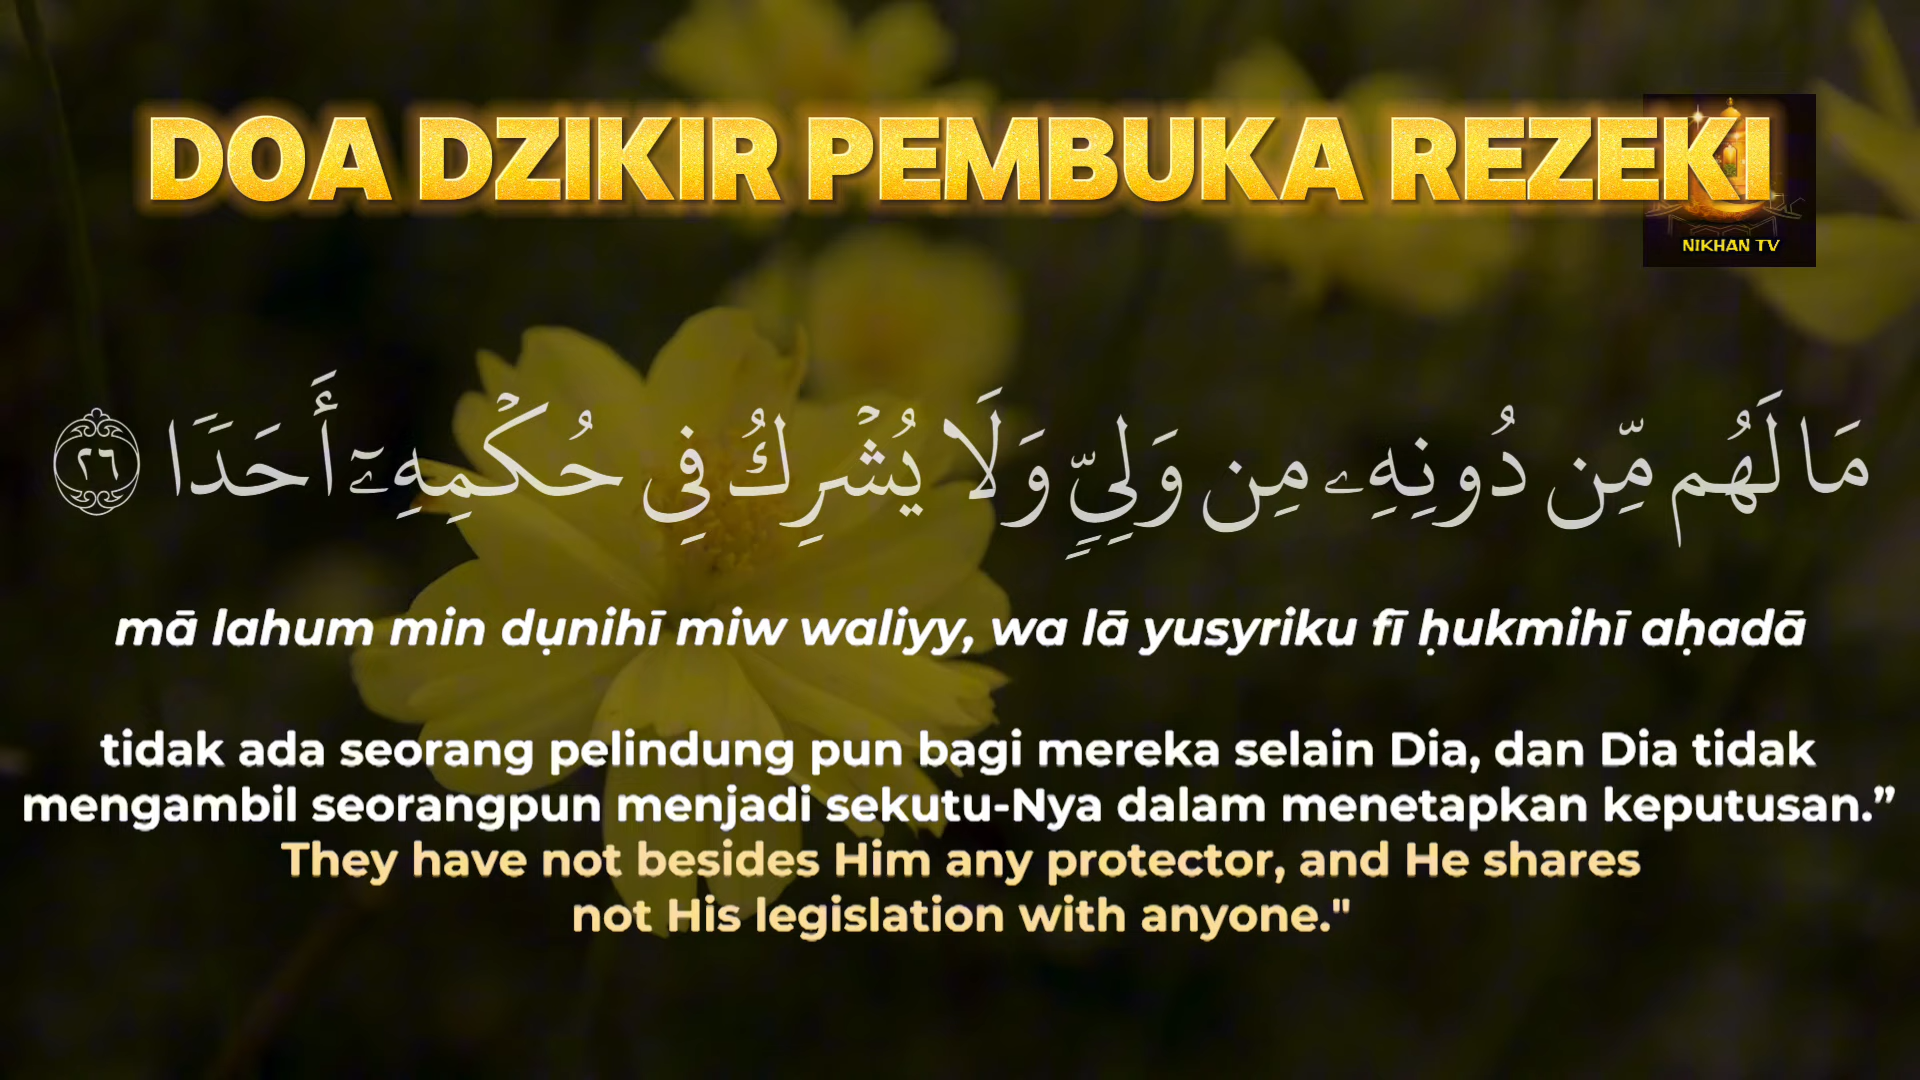 DOA DZIKIR PEMBUKA REZEKI
NIKHAN TV
مَا لَهُم مِّن دُونِهِۦ مِن وَلِىٍّ وَلَا يُشْرِكُ فِى حُكْمِهِۦٓ أَحَدًا ٢٦
mā lahum min dụnihī miw waliyy, wa lā yusyriku fī ḥukmihī aḥadā
tidak ada seorang pelindung pun bagi mereka selain Dia, dan Dia tidak
mengambil seorangpun menjadi sekutu-Nya dalam menetapkan keputusan.”
They have not besides Him any protector, and He shares
not His legislation with anyone."